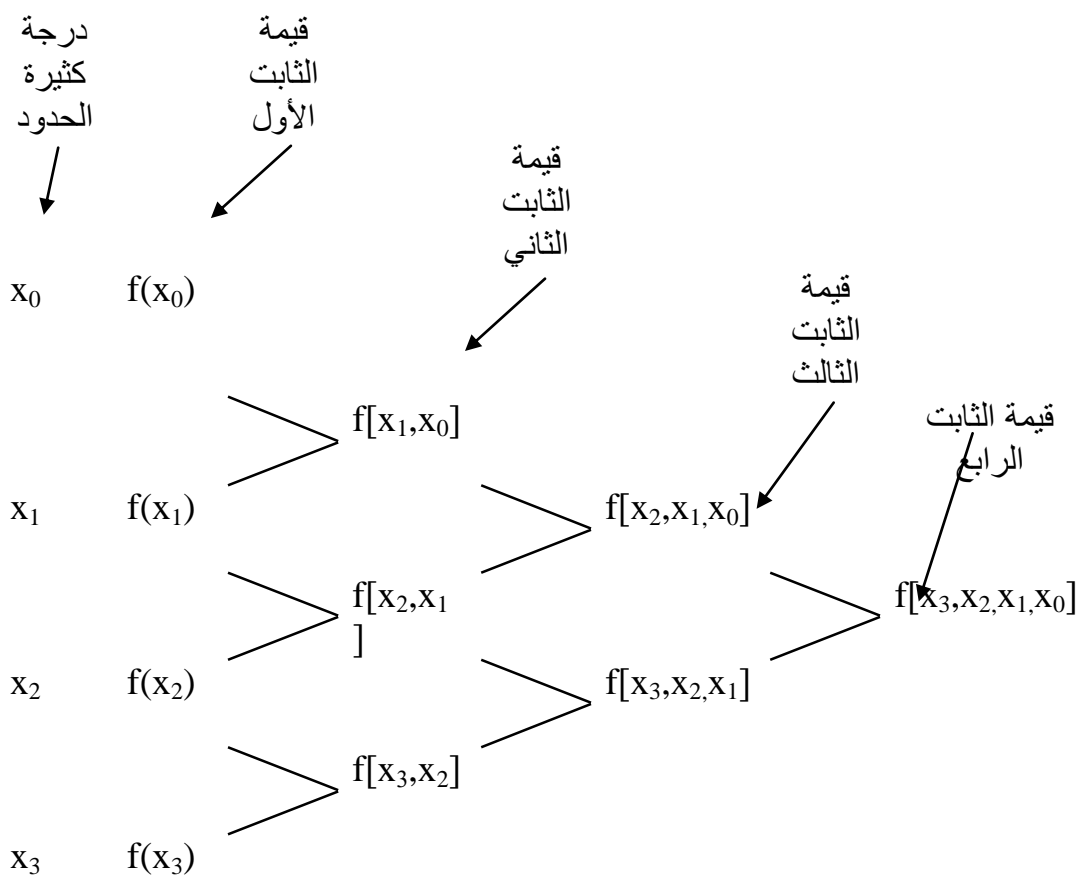 درجة
كثيرة
الحدود
قيمة
الثابت
الأول
قيمة
الثابت
الثاني
قيمة
الثابت
الثالث
قيمة الثابت
الرابع
x₀ f(x₀)
f[x₁,x₀]
x₁ f(x₁)
f[x₂,x₁,x₀]
f[x₂,x₁
]
f[x₃,x₂,x₁,x₀]
x₂ f(x₂)
f[x₃,x₂,x₁]
f[x₃,x₂]
x₃ f(x₃)